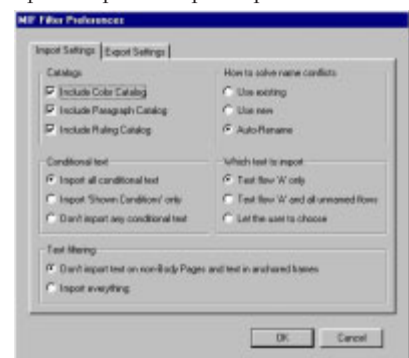 MIF Filter Preferences
Import Settings
Export Settings
Catalogs
Include Color Catalog
Include Paragraph Catalog
Include Ruling Catalog
How to solve name conflicts
Use existing
Use new
Auto-Rename
Conditional text
Import all conditional text
Import 'Shown Conditions' only
Don't import any conditional text
Which text to import
Text flow 'A' only
Text flow 'A' and all unnamed flows
Let the user to choose
Text filtering
Don't import text on non-Body Pages and text in anchored frames
Import everything
OK
Cancel